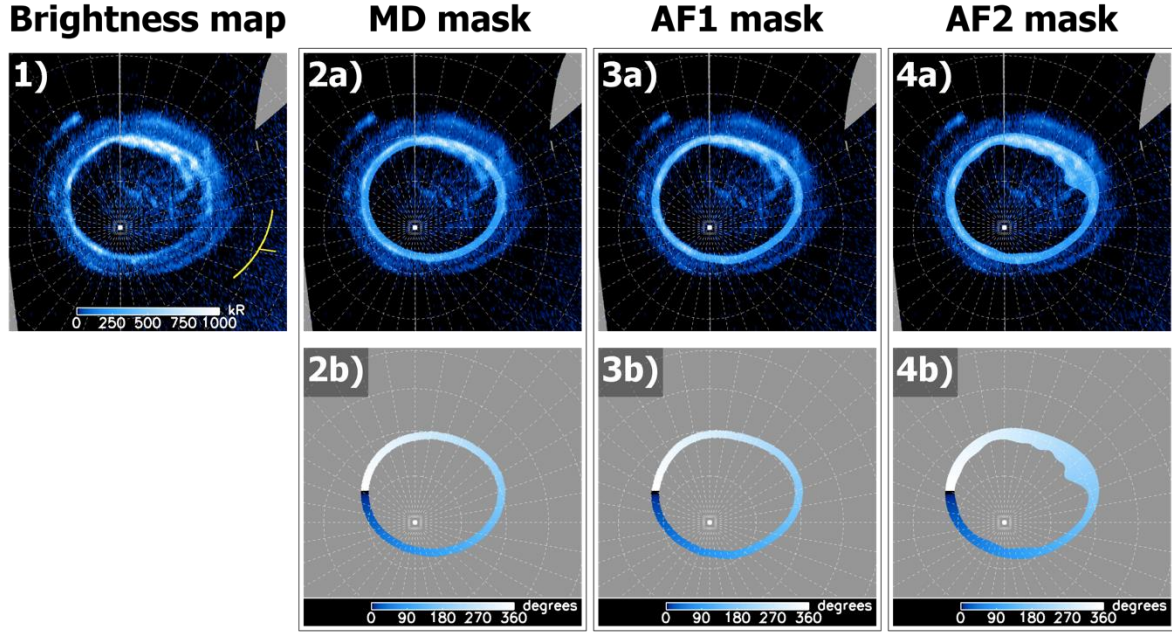 Brightness map
MD mask
AF1 mask
AF2 mask
1)
2a)
3a)
4a)
kR
0 250 500 750 1000
2b)
3b)
4b)
degrees
0 90 180 270 360
degrees
0 90 180 270 360
degrees
0 90 180 270 360